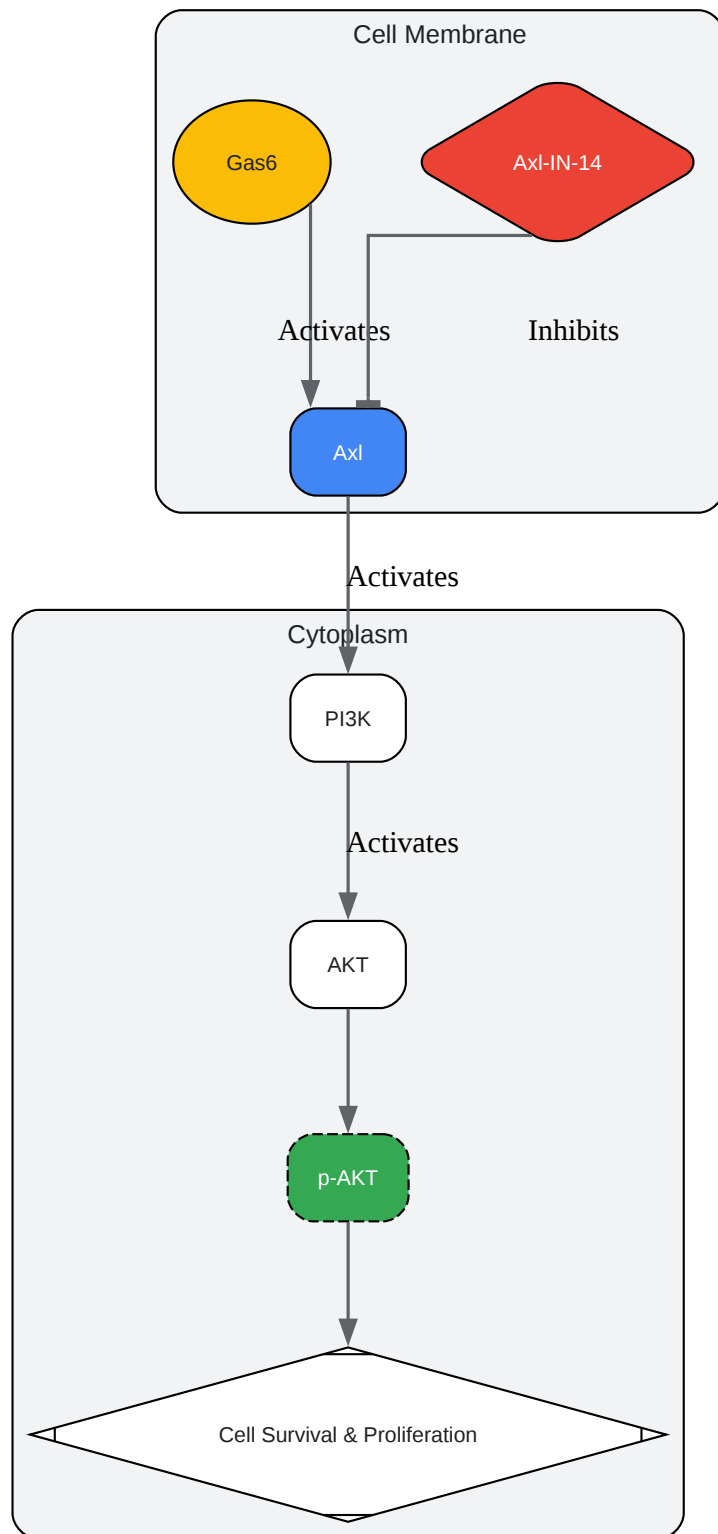 Cell Membrane
Gas6
Axl-IN-14
Activates
Inhibits
Axl
Activates
Cytoplasm
PI3K
Activates
AKT
p-AKT
Cell Survival & Proliferation